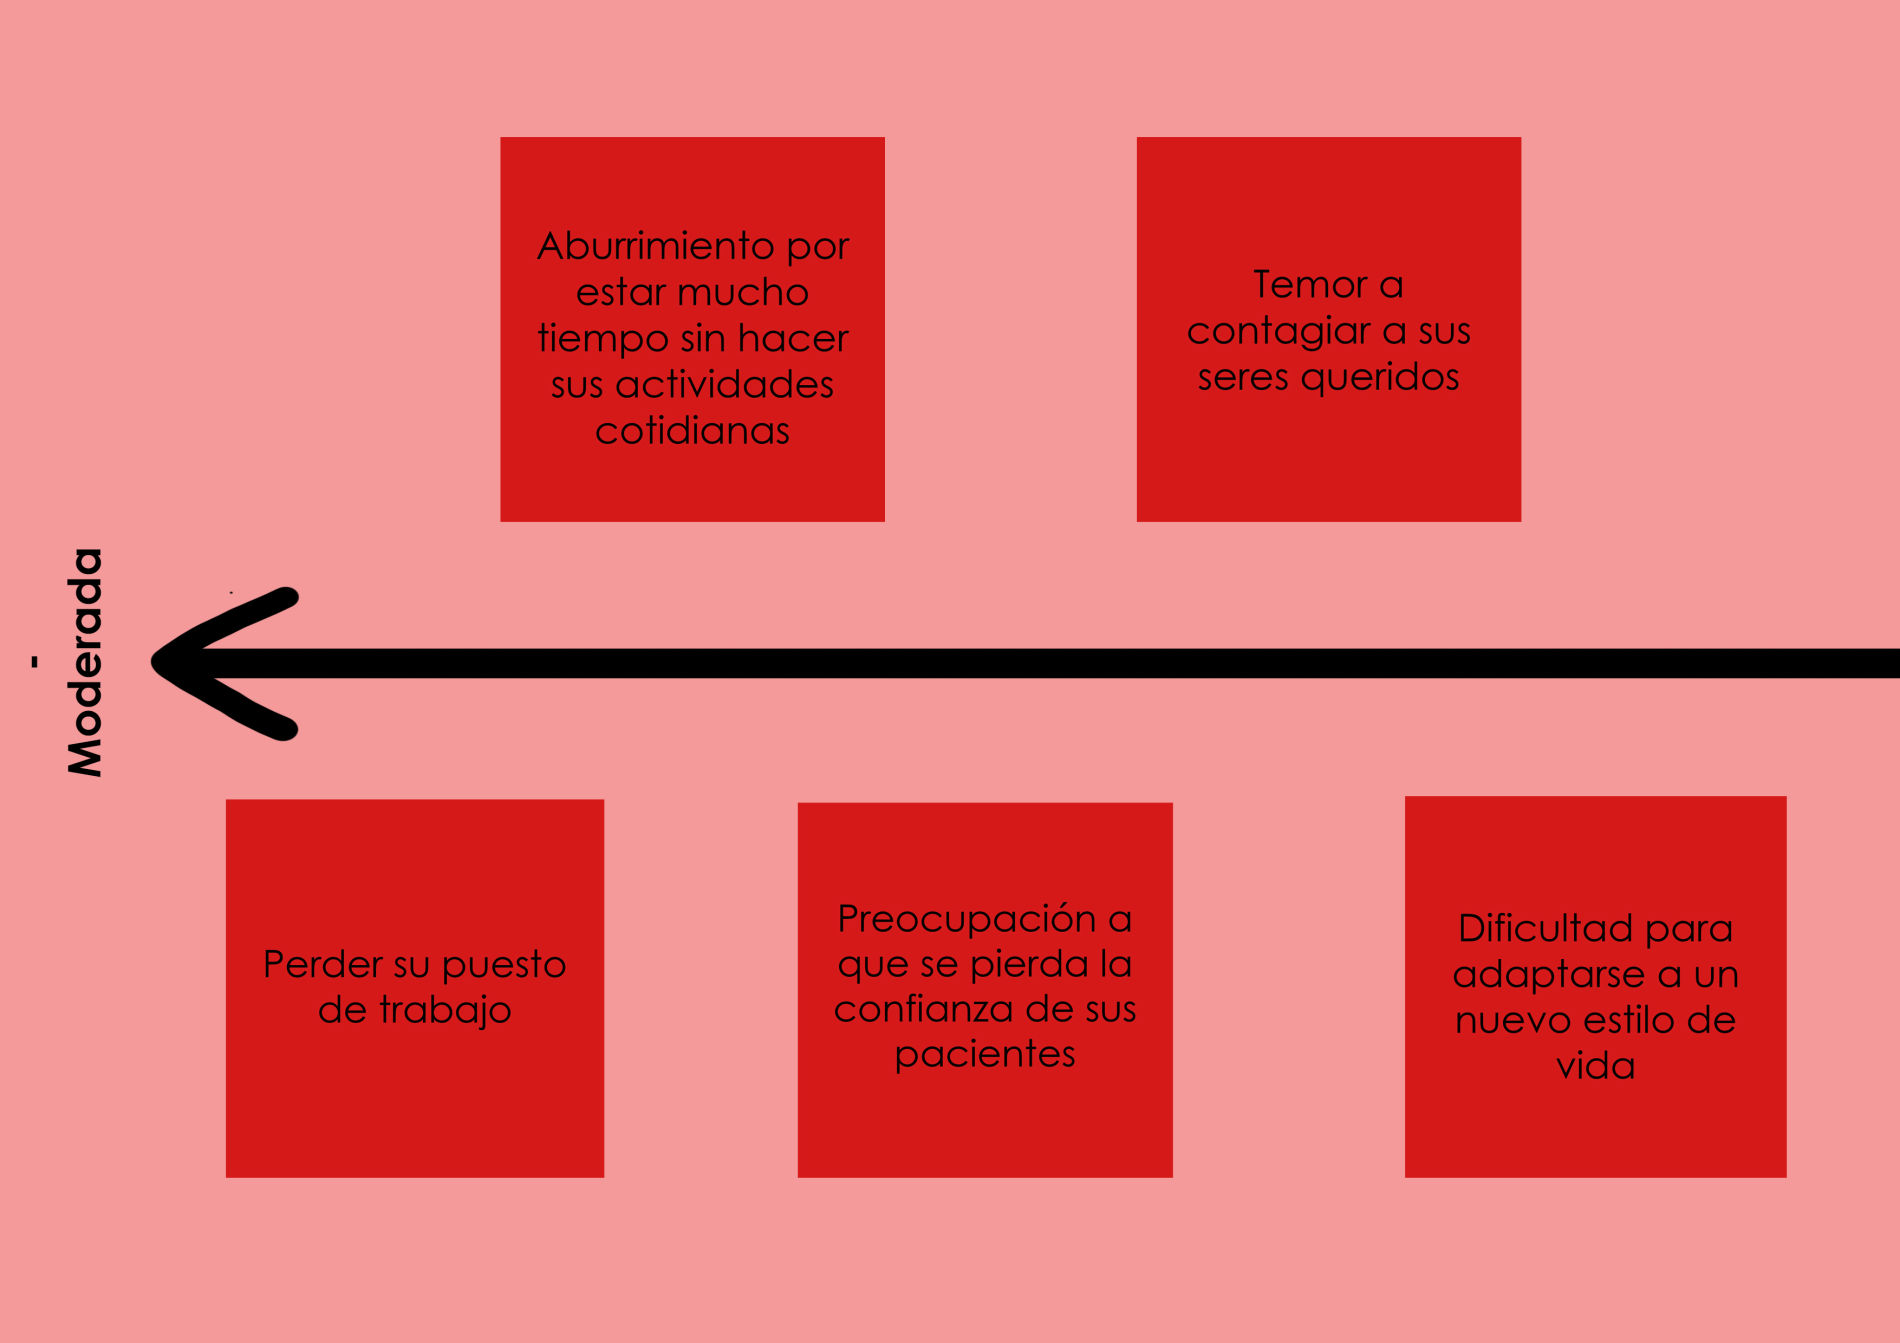 Aburrimiento por
estar mucho
tiempo sin hacer
sus actividades
cotidianas
Temor a
contagiar a sus
seres queridos
-
Moderada
Perder su puesto
de trabajo
Preocupación a
que se pierda la
confianza de sus
pacientes
Dificultad para
adaptarse a un
nuevo estilo de
vida